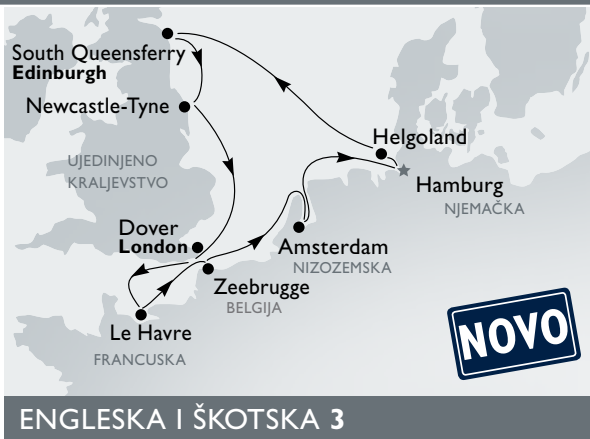 South Queensferry
Edinburgh
Newcastle-Tyne
UJEDINJENO
KRALJEVSTVO
Helgoland
Hamburg
NJEMAČKA
Dover
London
Amsterdam
NIZOZEMSKA
Zeebrugge
BELGIJA
Le Havre
FRANCUSKA
NOVO
ENGLESKA I ŠKOTSKA 3